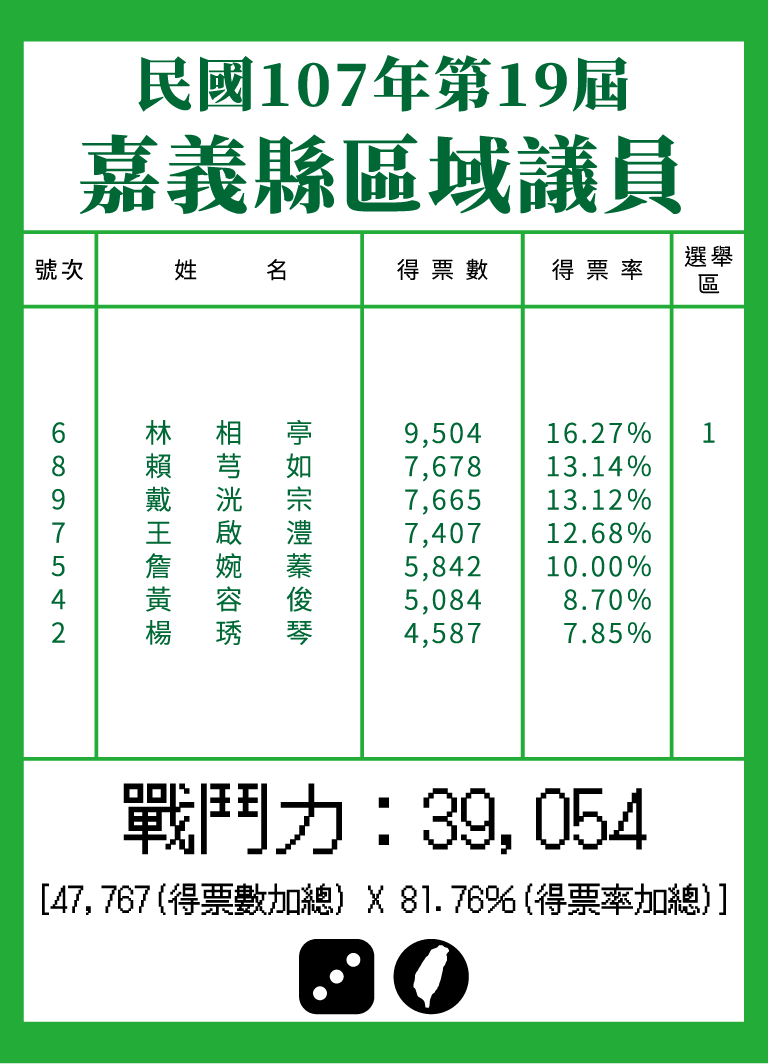 民國107年第19屆
嘉義縣區域議員
號次 姓名 得票數 得票率 選舉區
6 林相亭 9,504 16.27% 1
8 賴芎如 7,678 13.14%
9 戴洸宗 7,665 13.12%
7 王啟澧 7,407 12.68%
5 詹婉蓁 5,842 10.00%
4 黃容俊 5,084 8.70%
2 楊琇琴 4,587 7.85%
戰鬥力：39,054
[47,767(得票數加總) X 81.76%(得票率加總)]